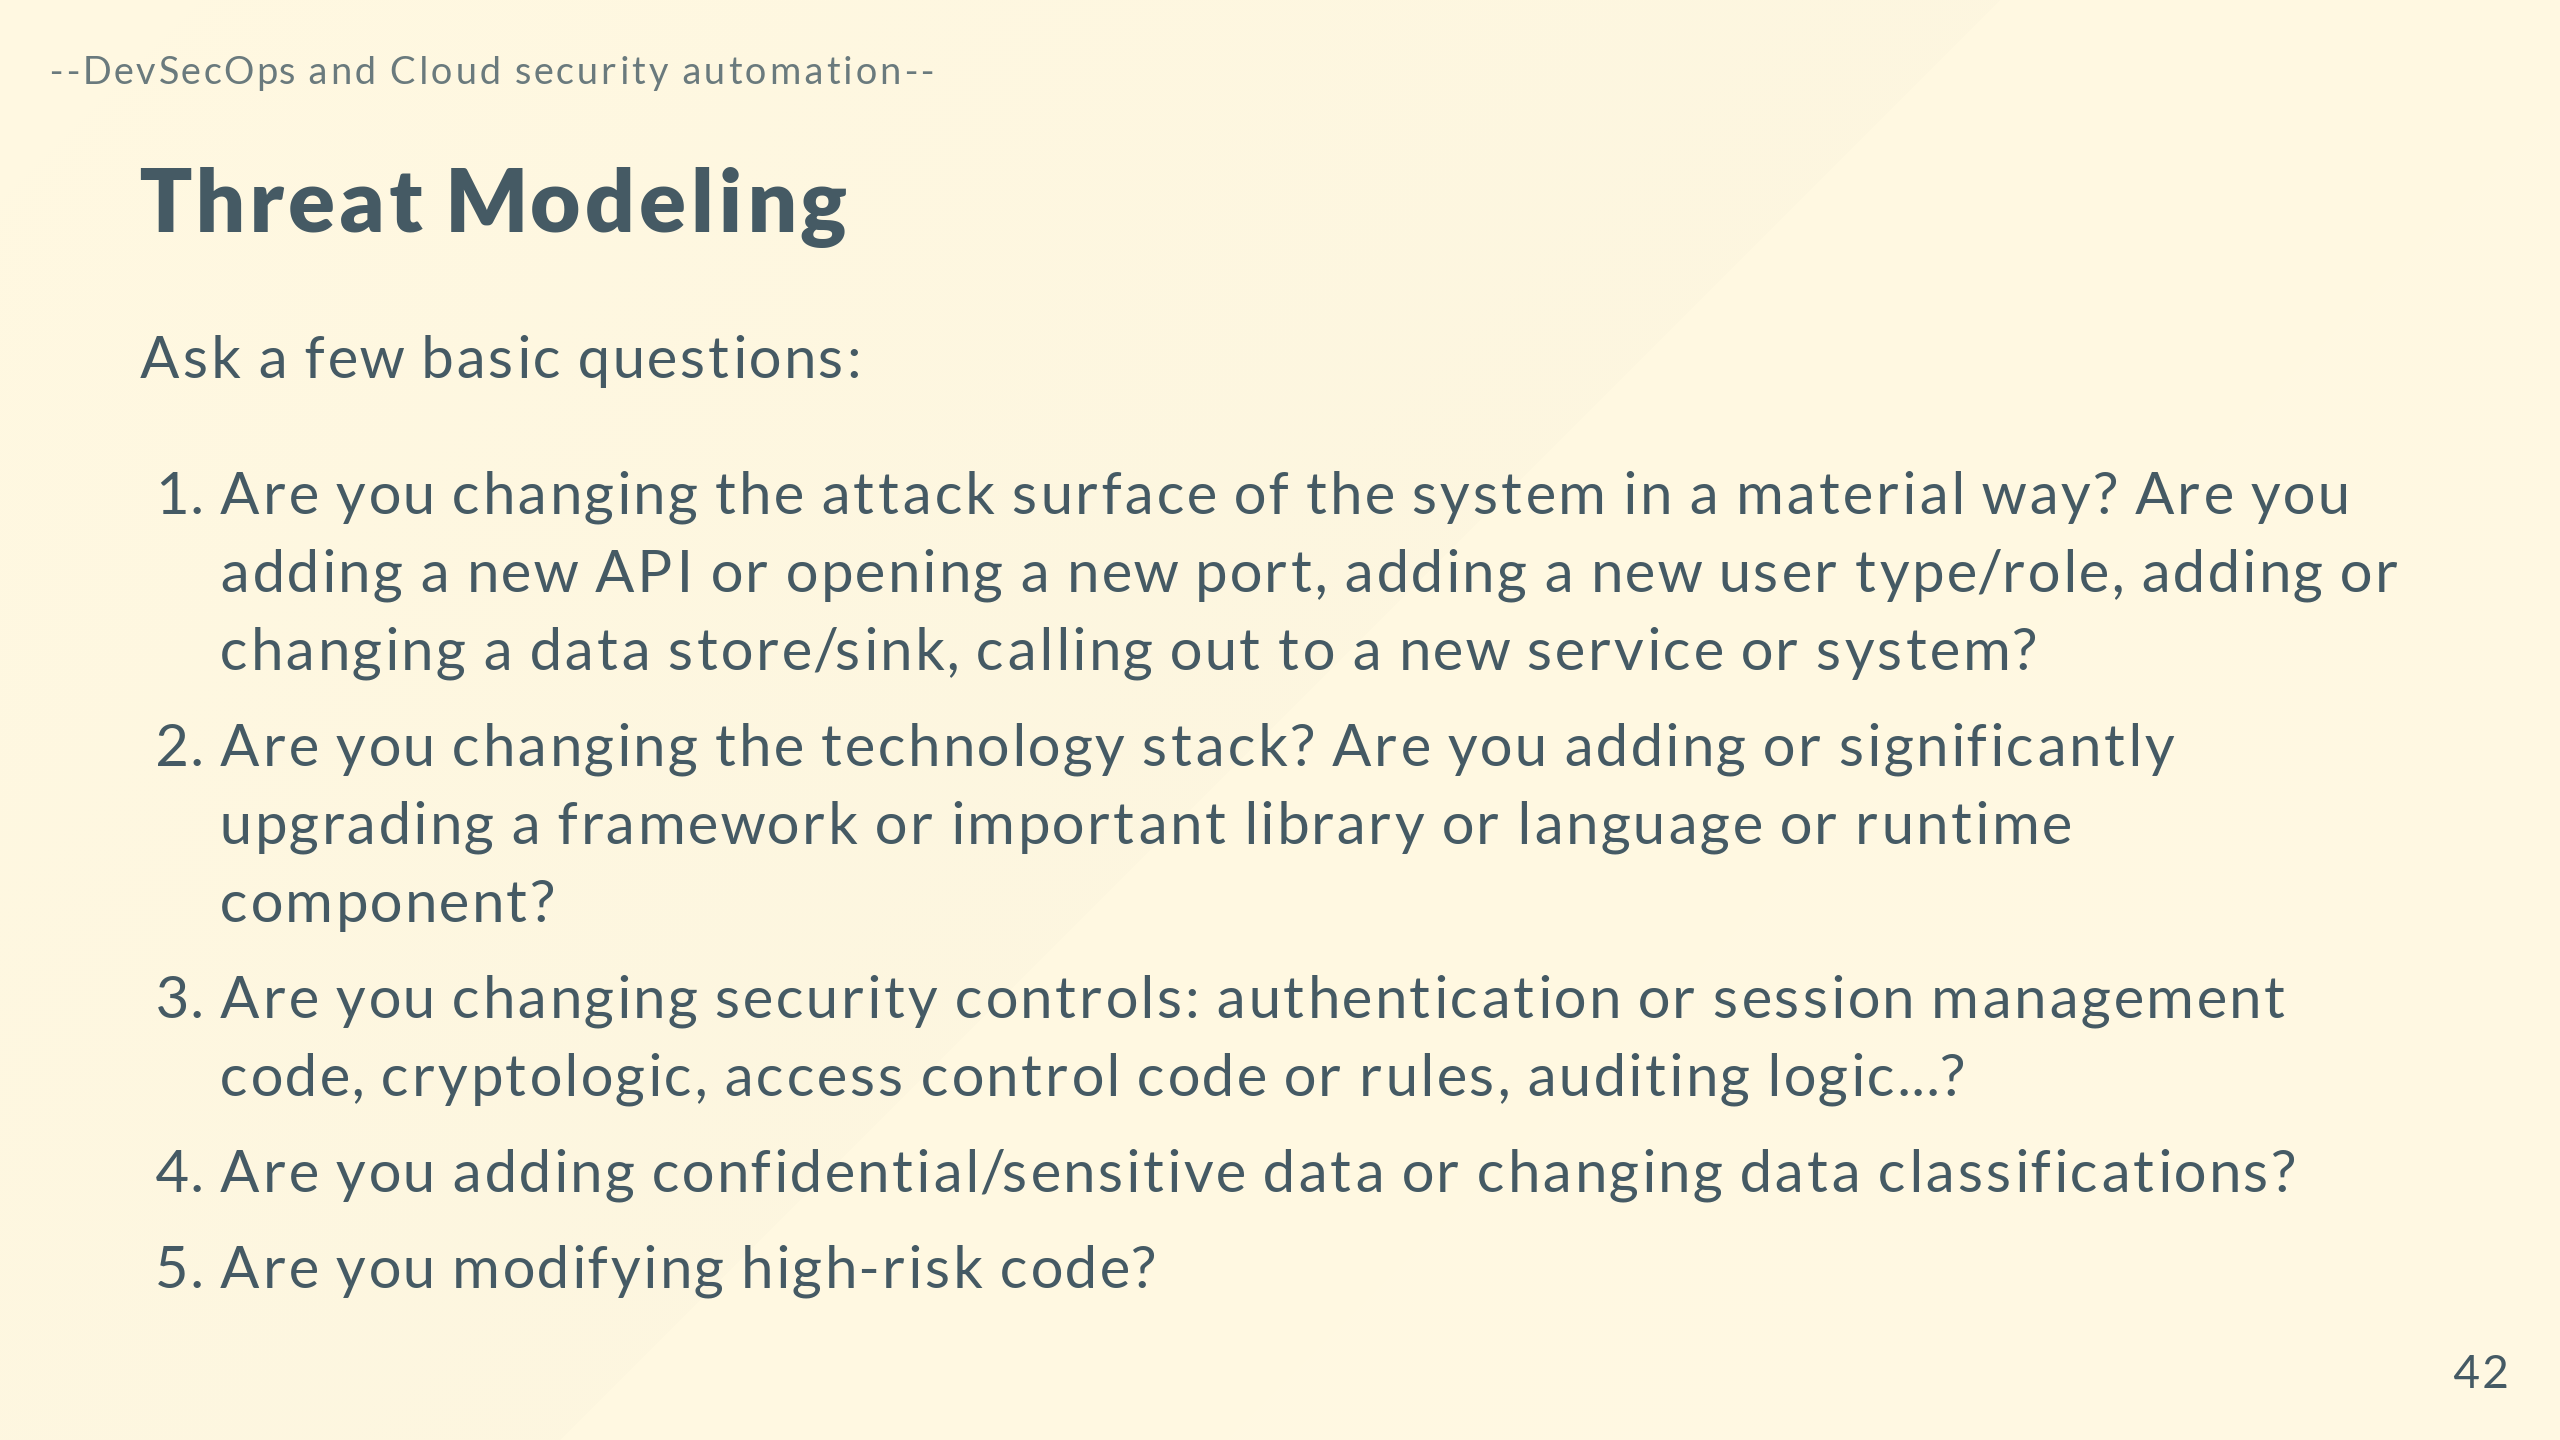 --DevSecOps and Cloud security automation--
Threat Modeling
Ask a few basic questions:
1. Are you changing the attack surface of the system in a material way? Are you
adding a new API or opening a new port, adding a new user type/role, adding or
changing a data store/sink, calling out to a new service or system?
2. Are you changing the technology stack? Are you adding or significantly
upgrading a framework or important library or language or runtime
component?
3. Are you changing security controls: authentication or session management
code, cryptologic, access control code or rules, auditing logic...?
4. Are you adding confidential/sensitive data or changing data classifications?
5. Are you modifying high-risk code?
42